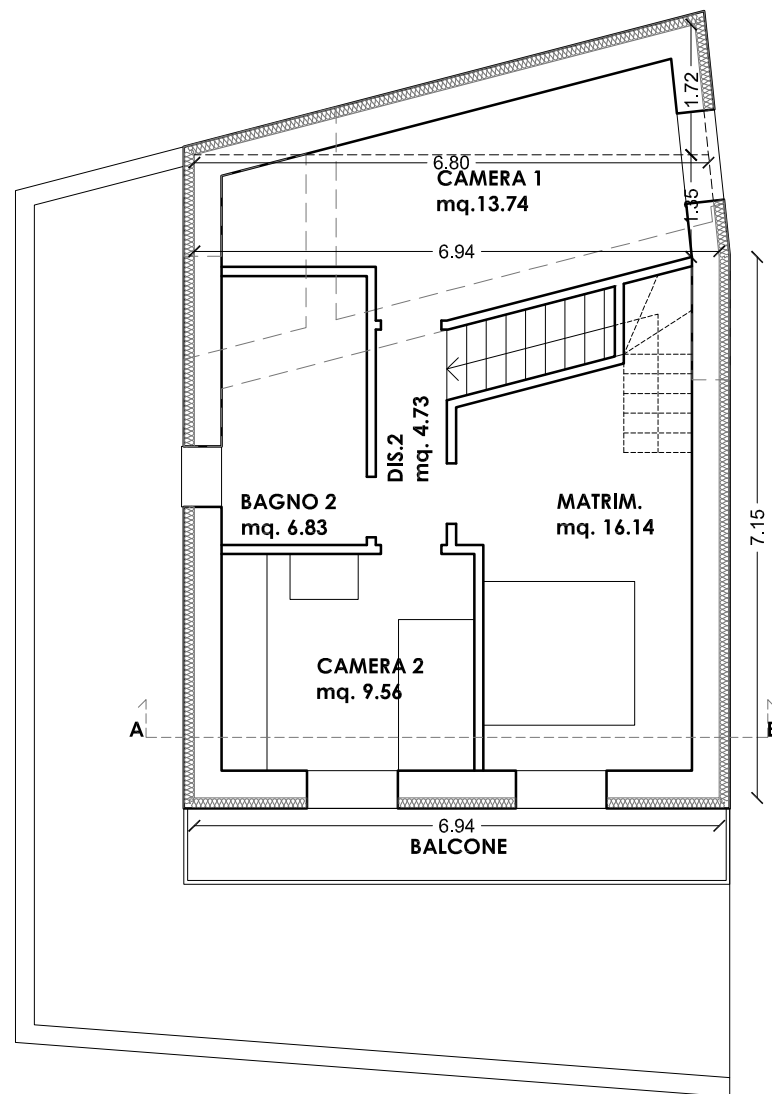 1.72
6.80
CAMERA 1
mq.13.74
1.35
6.94
DIS.2
mq. 4.73
BAGNO 2
mq. 6.83
MATRIM.
mq. 16.14
7.15
CAMERA 2
mq. 9.56
A
6.94
BALCONE